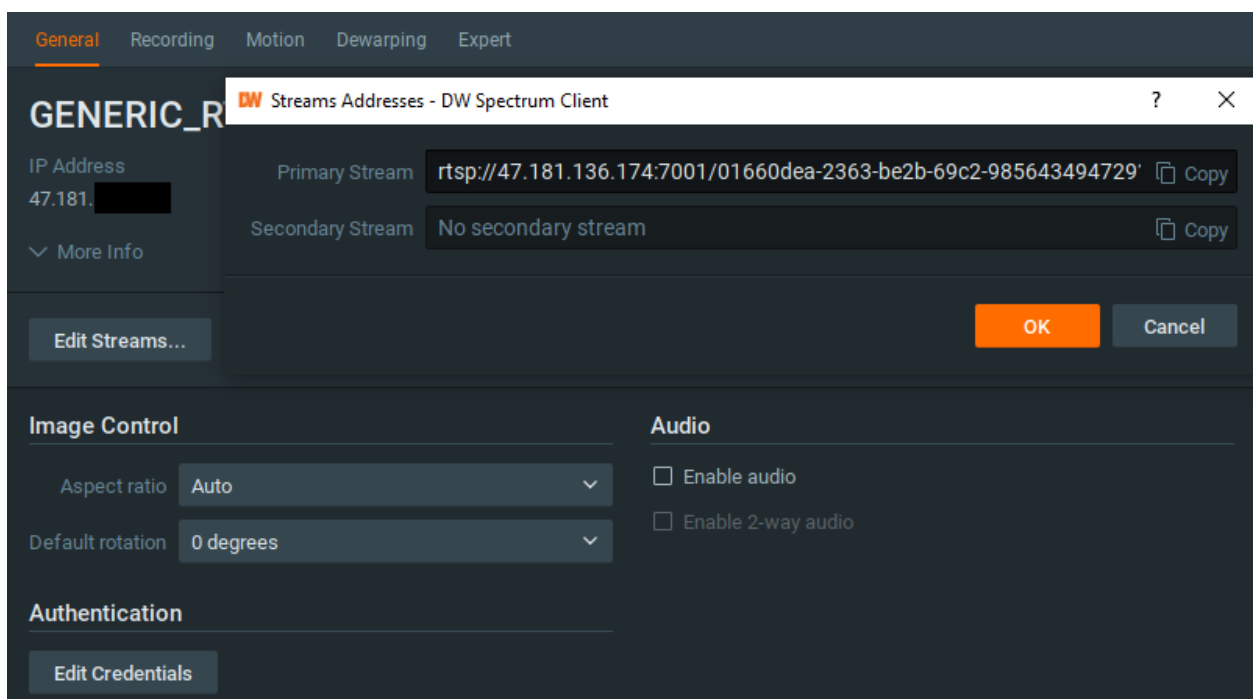 General Recording Motion Dewarping Expert
DW Streams Addresses - DW Spectrum Client ? ×
GENERIC_R
IP Address
47.181.
More Info
Primary Stream rtsp://47.181.136.174:7001/01660dea-2363-be2b-69c2-985643494729 Copy
Secondary Stream No secondary stream Copy
OK Cancel
Edit Streams...
Image Control
Aspect ratio Auto
Default rotation 0 degrees
Audio
Enable audio
Enable 2-way audio
Authentication
Edit Credentials